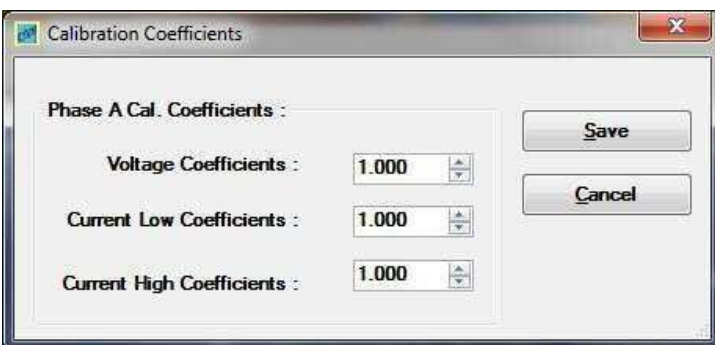 Calibration Coefficients
Phase A Cal. Coefficients :
Voltage Coefficients : 1.000
Current Low Coefficients : 1.000
Current High Coefficients : 1.000
Save
Cancel